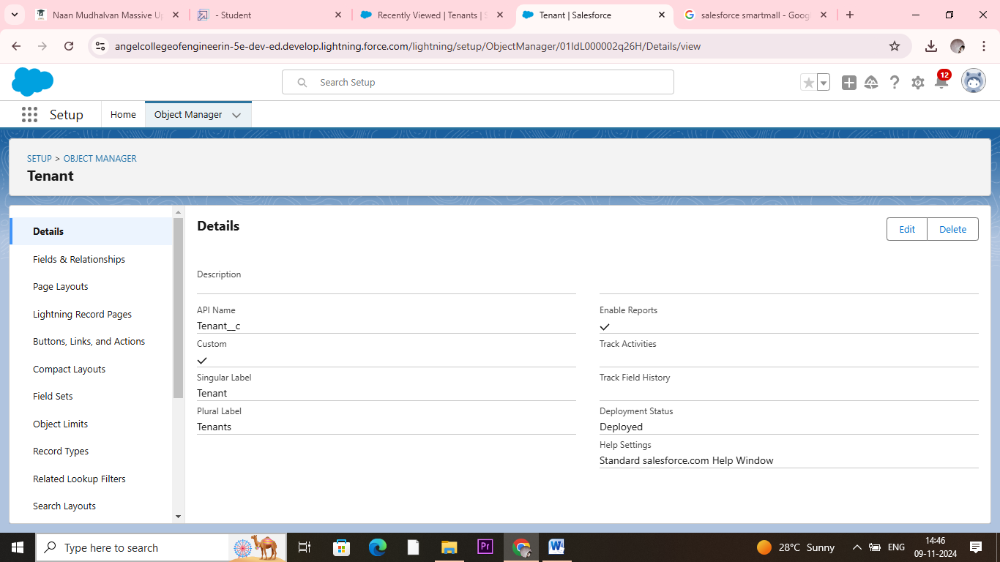 Naan Mudhalvan Massive U
- Student
Recently Viewed | Tenants | S
Tenant | Salesforce
salesforce smartmall - Goog
angelcollegeofengineerin-5e-dev-ed.develop.lightning.force.com/lightning/setup/ObjectManager/01IdL000002q26H/Details/view
Search Setup
12
Setup
Home
Object Manager
SETUP > OBJECT MANAGER
Tenant
Details
Fields & Relationships
Page Layouts
Lightning Record Pages
Buttons, Links, and Actions
Compact Layouts
Field Sets
Object Limits
Record Types
Related Lookup Filters
Search Layouts
Details
Edit
Delete
Description
API Name
Tenant__c
Custom
Singular Label
Tenant
Plural Label
Tenants
Enable Reports
Track Activities
Track Field History
Deployment Status
Deployed
Help Settings
Standard salesforce.com Help Window
Type here to search
Pr
W
28°C Sunny
ENG
14:46
09-11-2024